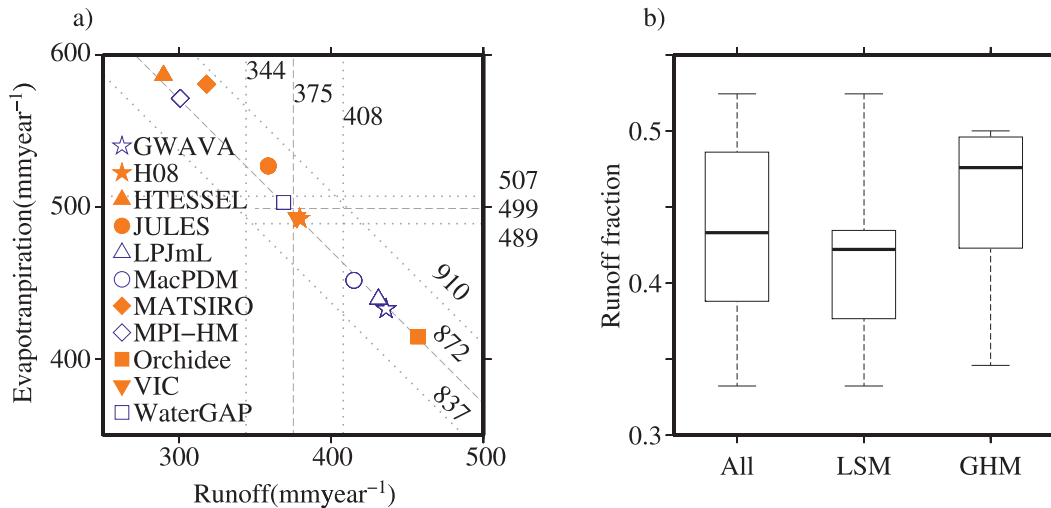 a)
b)
600
500
400
Evapotranpiration(mmyear−1)
344
375
408
507
499
489
910
872
837
GWAVA
H08
HTESSEL
JULES
LPJmL
MacPDM
MATSIRO
MPI−HM
Orchidee
VIC
WaterGAP
300
400
500
Runoff(mmyear−1)
0.5
0.4
0.3
Runoff fraction
All
LSM
GHM